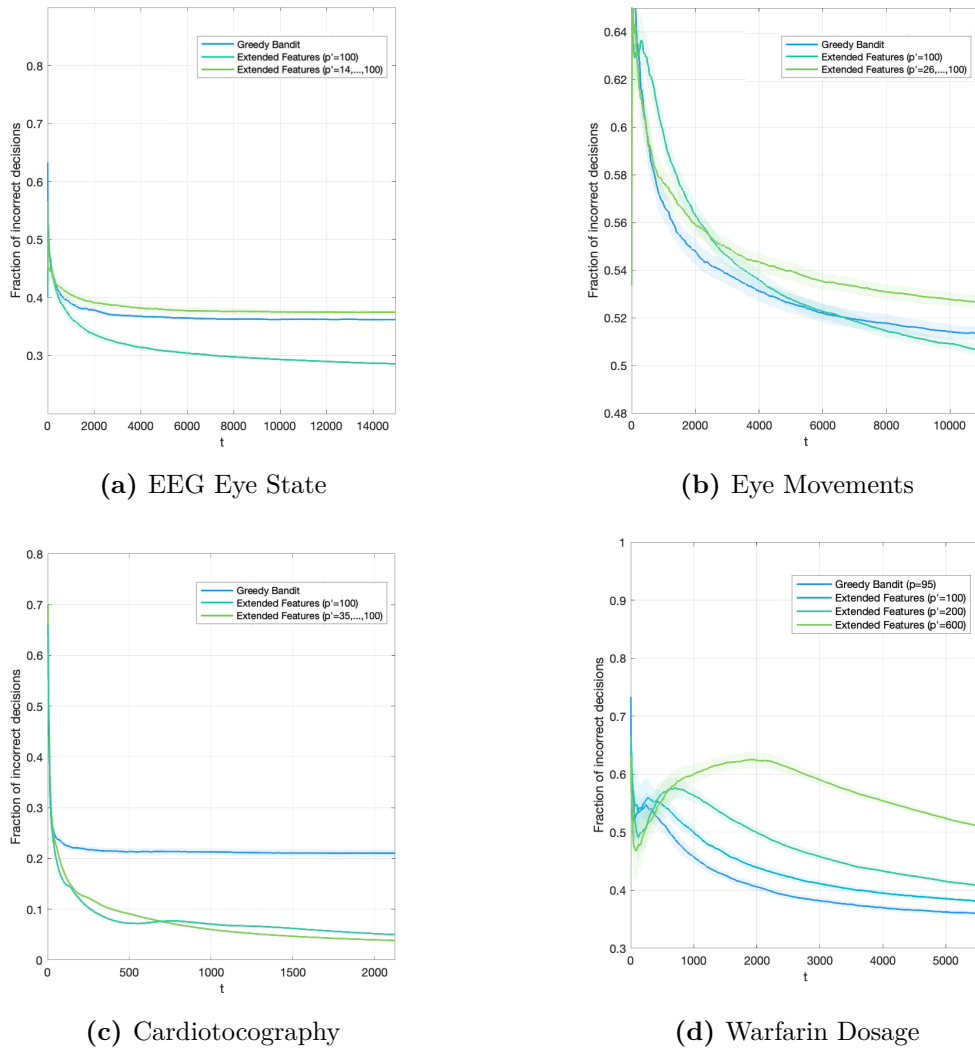 Fraction of incorrect decisions
0.8
0.7
0.6
0.5
0.4
0.3
Greedy Bandit
Extended Features (p'=100)
Extended Features (p'=14,...,100)
0 2000 4000 6000 8000 10000 12000 14000
t
(a) EEG Eye State
Fraction of incorrect decisions
0.64
0.62
0.6
0.58
0.56
0.54
0.52
0.5
0.48
Greedy Bandit
Extended Features (p'=100)
Extended Features (p'=26,...,100)
0 2000 4000 6000 8000 10000
t
(b) Eye Movements
Fraction of incorrect decisions
0.8
0.7
0.6
0.5
0.4
0.3
0.2
0.1
0
Greedy Bandit
Extended Features (p'=100)
Extended Features (p'=35,...,100)
0 500 1000 1500 2000
t
(c) Cardiotocography
Fraction of incorrect decisions
1
0.9
0.8
0.7
0.6
0.5
0.4
0.3
Greedy Bandit (p=95)
Extended Features (p'=100)
Extended Features (p'=200)
Extended Features (p'=600)
0 1000 2000 3000 4000 5000
t
(d) Warfarin Dosage